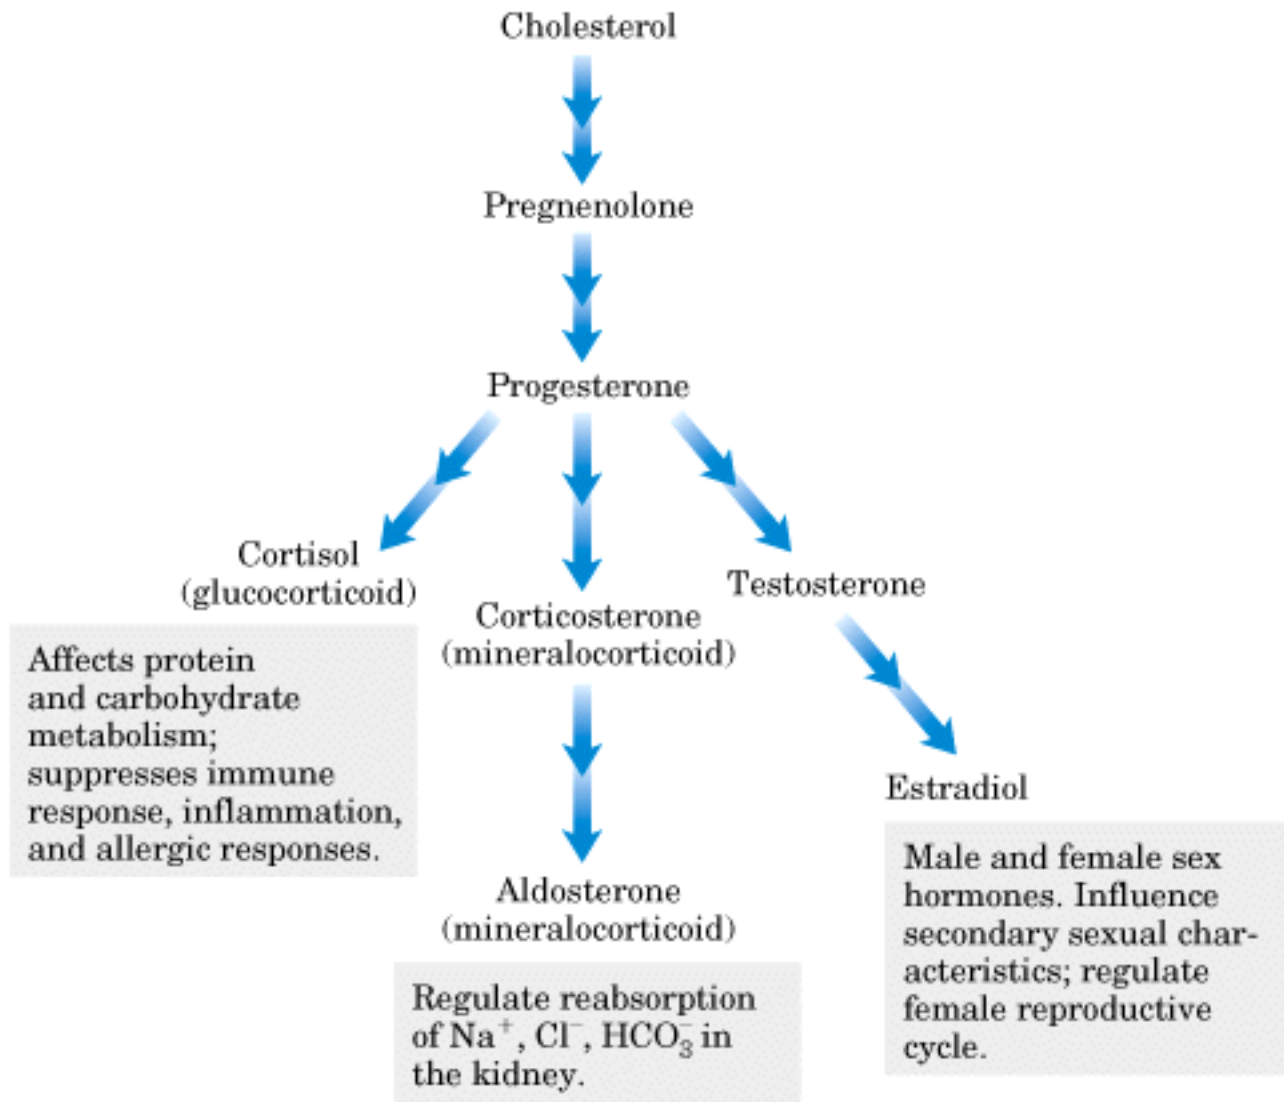 Cholesterol
Pregnenolone
Progesterone
Cortisol
(glucocorticoid)
Affects protein
and carbohydrate
metabolism;
suppresses immune
response, inflammation,
and allergic responses.
Corticosterone
(mineralocorticoid)
Aldosterone
(mineralocorticoid)
Regulate reabsorption
of Na⁺, Cl⁻, HCO₃⁻ in
the kidney.
Testosterone
Estradiol
Male and female sex
hormones. Influence
secondary sexual char-
acteristics; regulate
female reproductive
cycle.